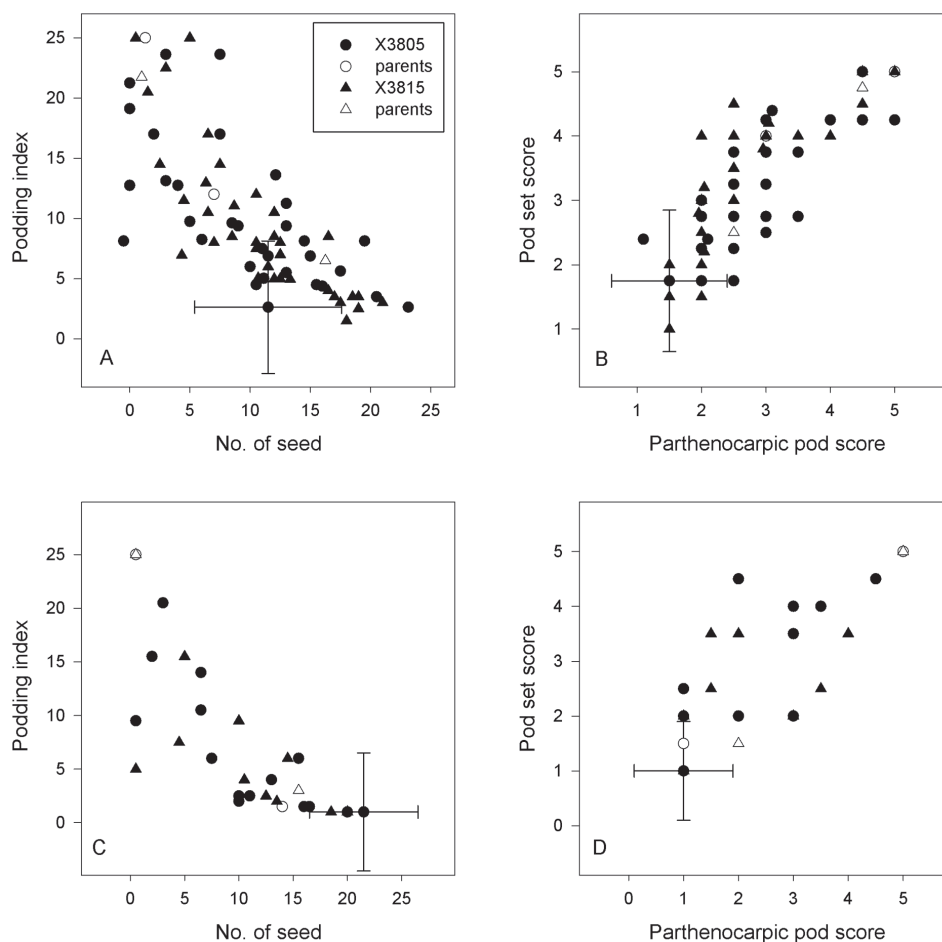 Podding index
25
20
15
10
5
0
X3805
parents
X3815
parents
A
0 5 10 15 20 25
No. of seed
Pod set score
5
4
3
2
1
B
1 2 3 4 5
Parthenocarpic pod score
Podding index
25
20
15
10
5
0
C
0 5 10 15 20 25
No. of seed
Pod set score
5
4
3
2
1
0
D
0 1 2 3 4 5
Parthenocarpic pod score